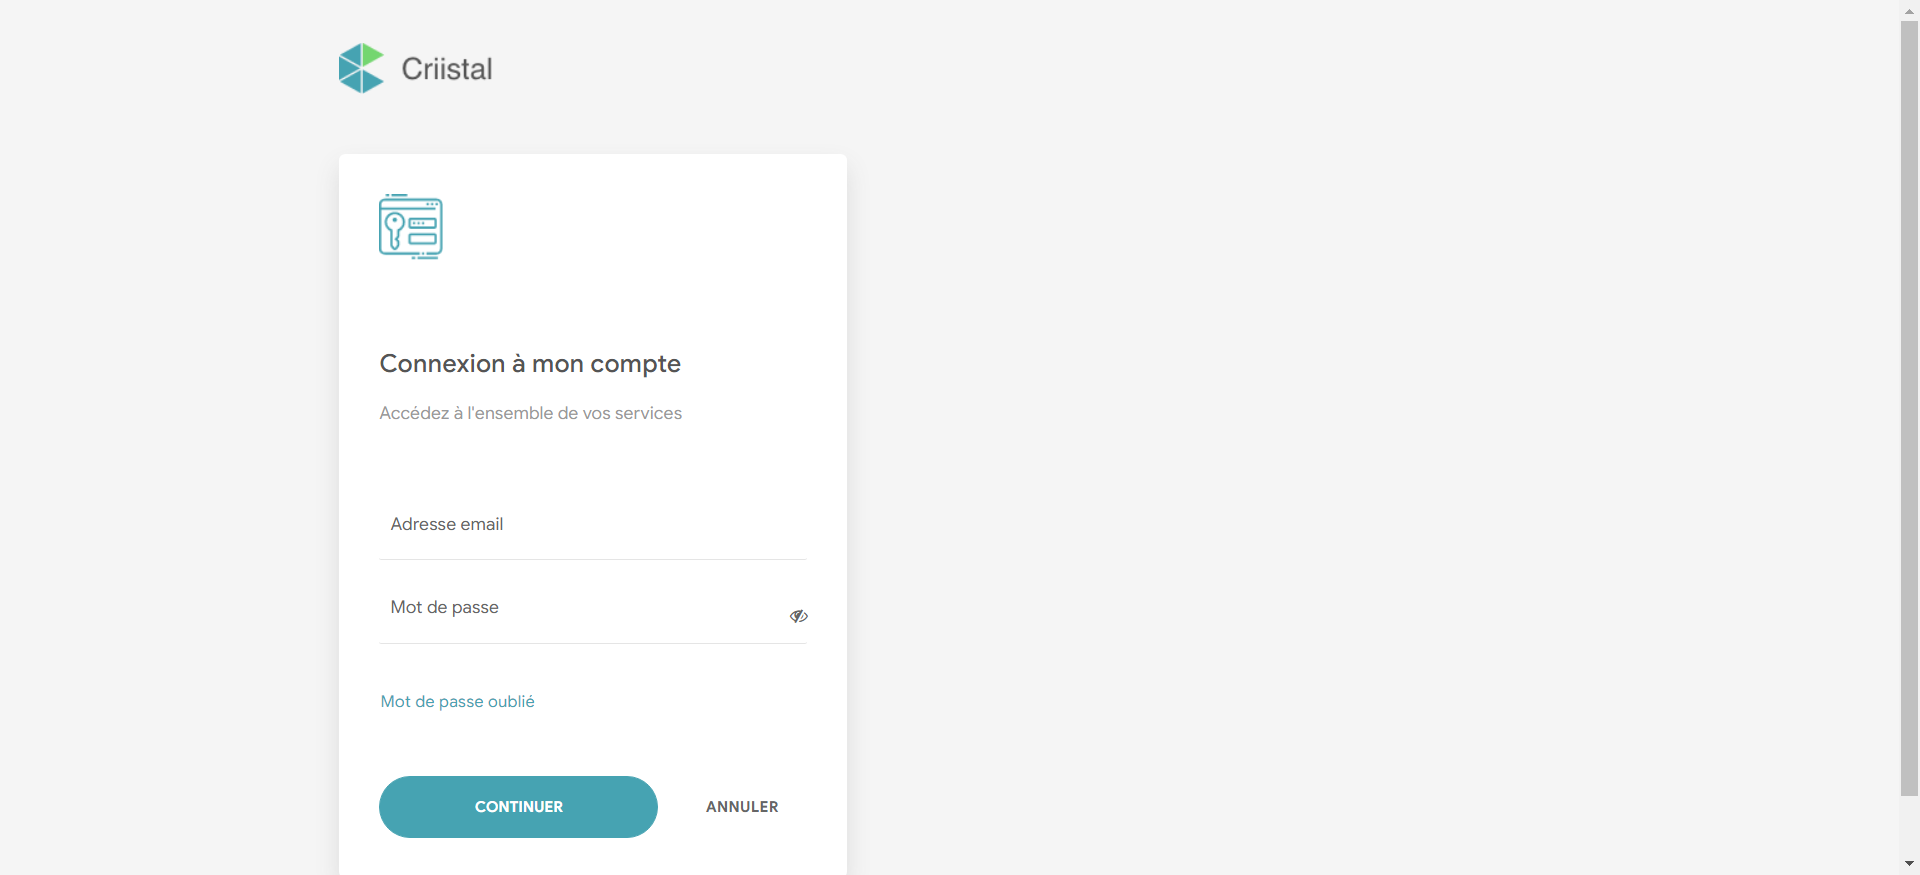 Criistal
Connexion à mon compte
Accédez à l'ensemble de vos services
Adresse email
Mot de passe
Mot de passe oublié
CONTINUER
ANNULER